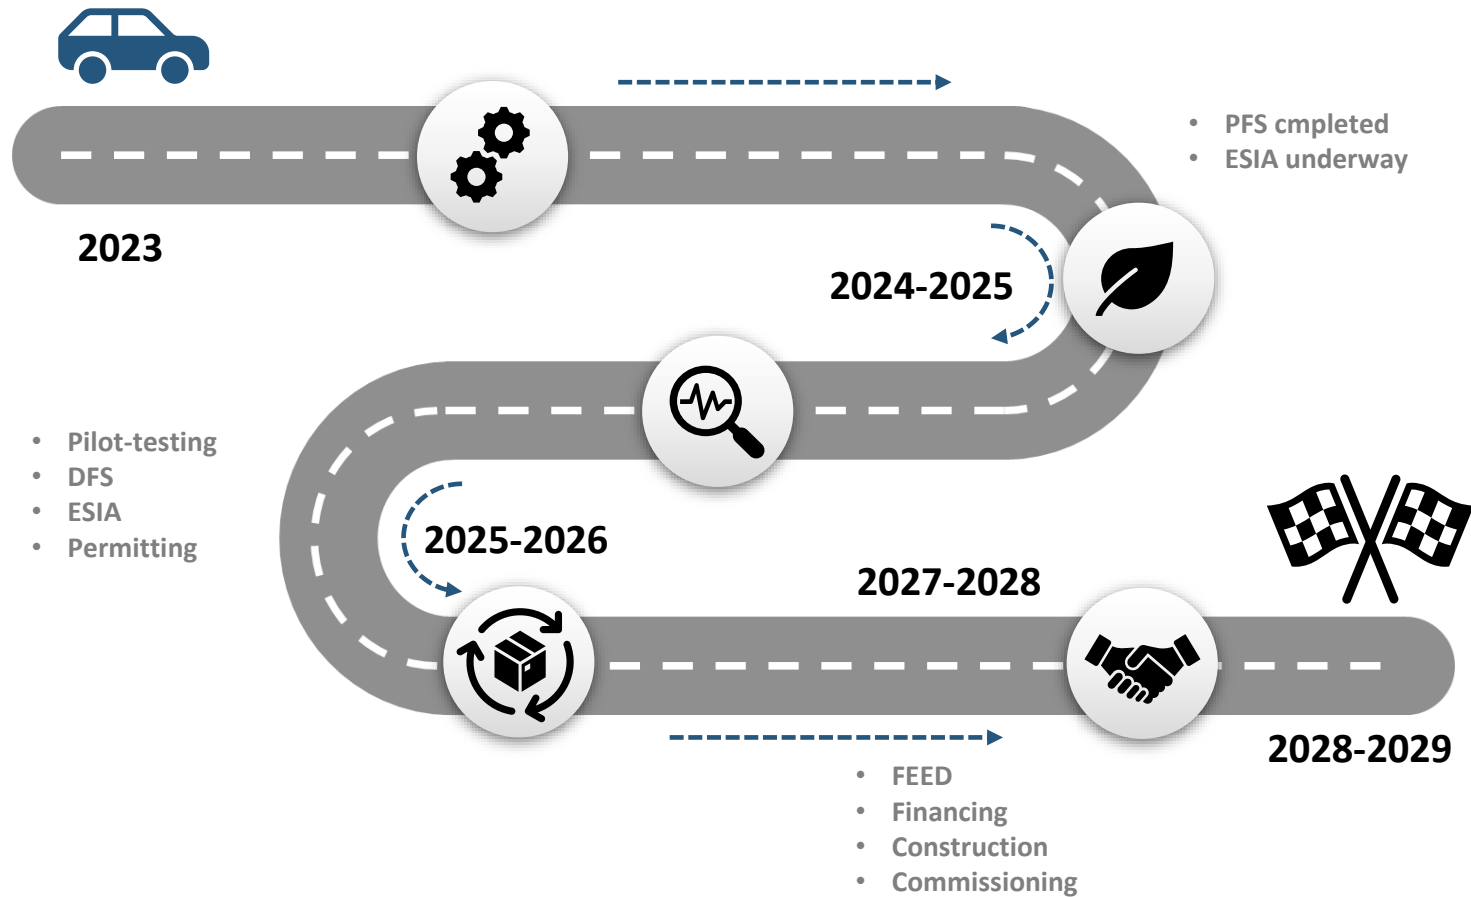 2023
• PFS cmpleted
• ESIA underway
2024-2025
• Pilot-testing
• DFS
• ESIA
• Permitting
2025-2026
2027-2028
• FEED
• Financing
• Construction
• Commissioning
2028-2029